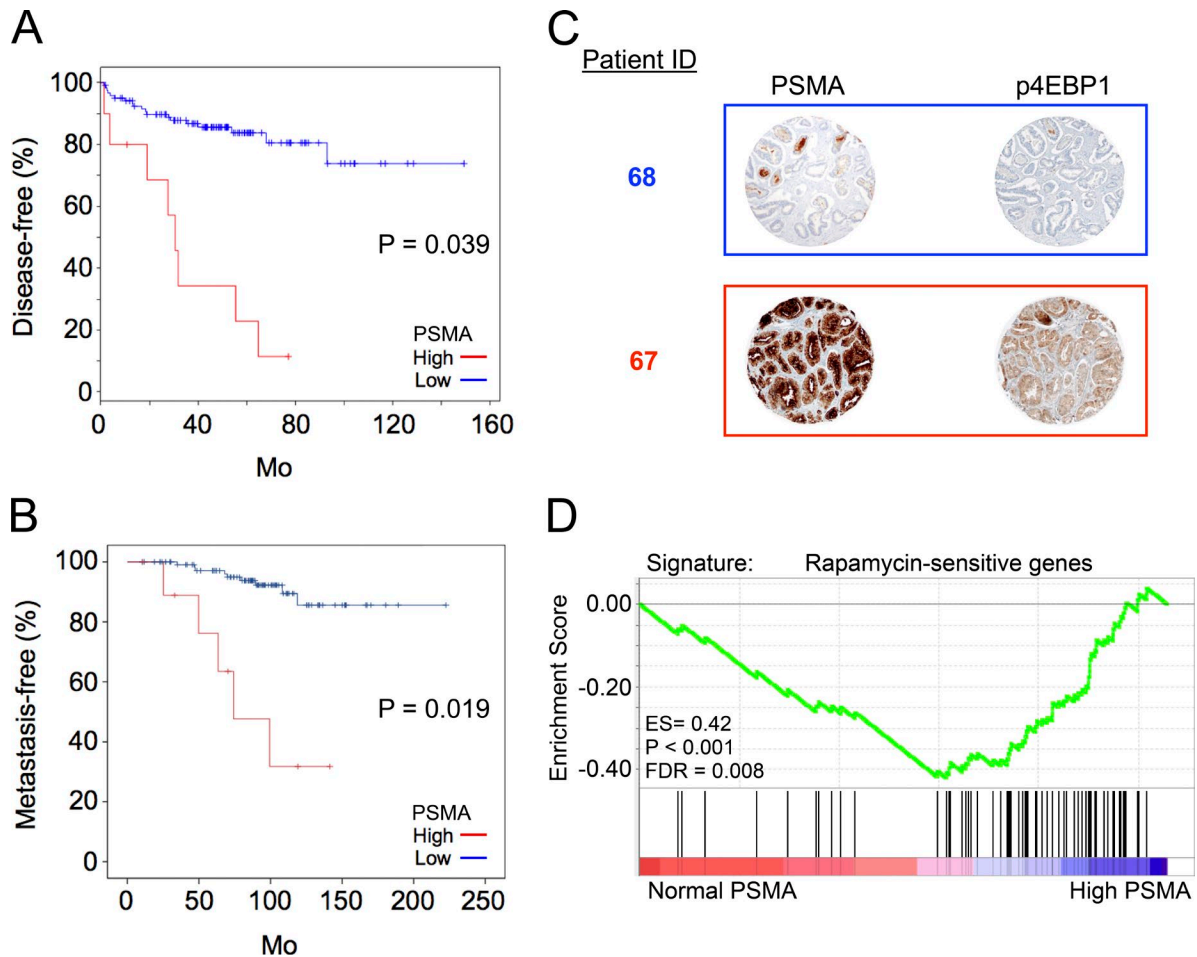 A
100
80
60
40
20
0
Disease-free (%)
P = 0.039
PSMA
High
Low
0 40 80 120 160
Mo
B
100
80
60
40
20
0
Metastasis-free (%)
P = 0.019
PSMA
High
Low
0 50 100 150 200 250
Mo
C
Patient ID
PSMA p4EBP1
68
67
D
Signature: Rapamycin-sensitive genes
0.00
-0.20
-0.40
Enrichment Score
ES= 0.42
P < 0.001
FDR = 0.008
Normal PSMA High PSMA